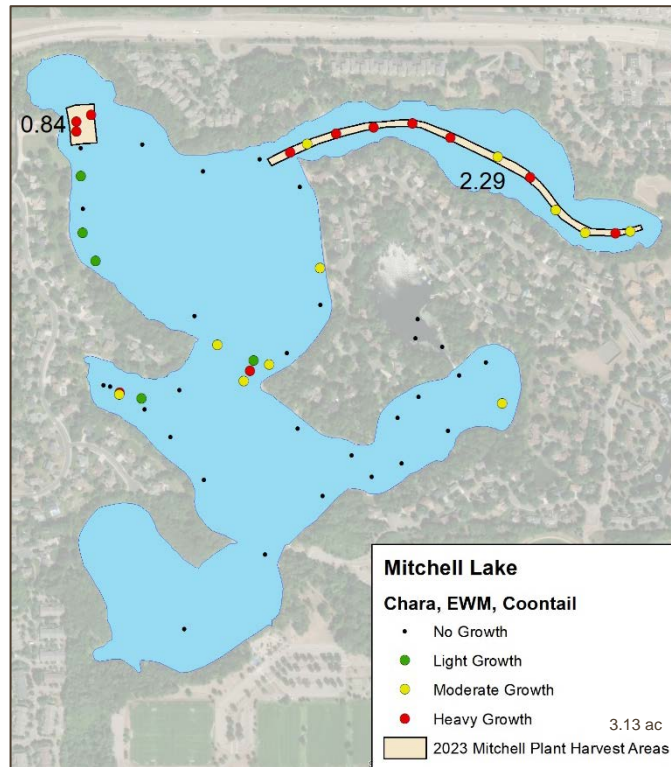 0.84
2.29
Mitchell Lake
Chara, EWM, Coontail
No Growth
Light Growth
Moderate Growth
Heavy Growth
3.13 ac
2023 Mitchell Plant Harvest Areas